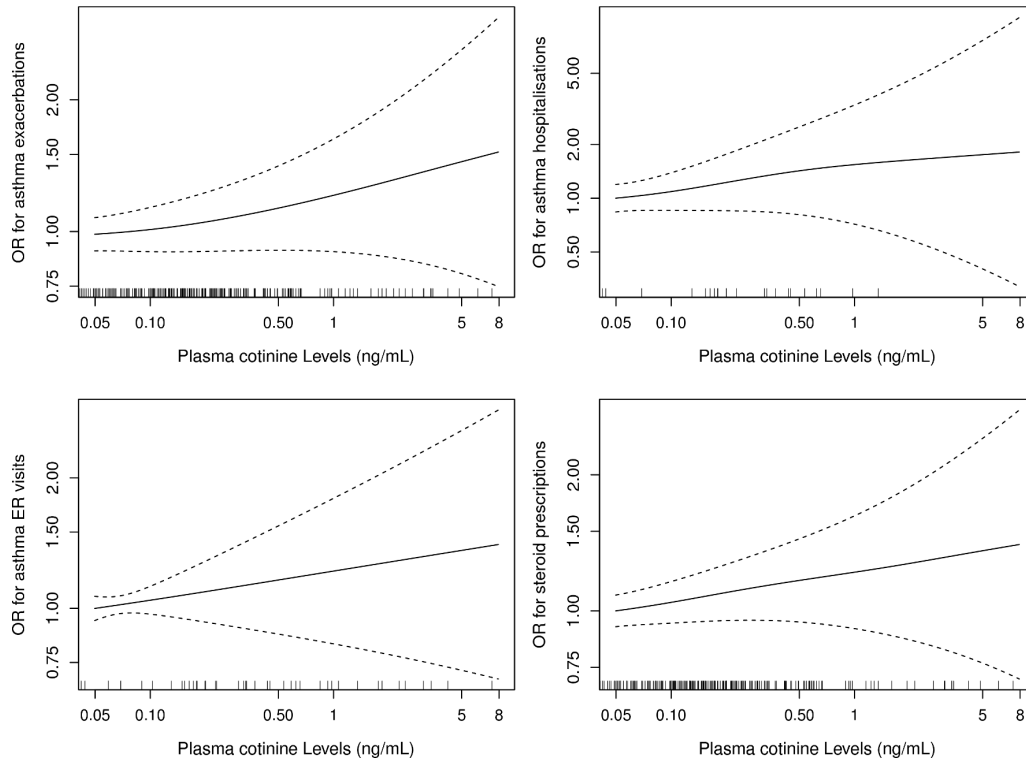 OR for asthma exacerbations
2.00
1.50
1.00
0.75
0.05 0.10 0.50 1 5 8
Plasma cotinine Levels (ng/mL)
OR for asthma hospitalisations
5.00
2.00
1.00
0.50
0.05 0.10 0.50 1 5 8
Plasma cotinine Levels (ng/mL)
OR for asthma ER visits
2.00
1.50
1.00
0.75
0.05 0.10 0.50 1 5 8
Plasma cotinine Levels (ng/mL)
OR for steroid prescriptions
2.00
1.50
1.00
0.75
0.05 0.10 0.50 1 5 8
Plasma cotinine Levels (ng/mL)